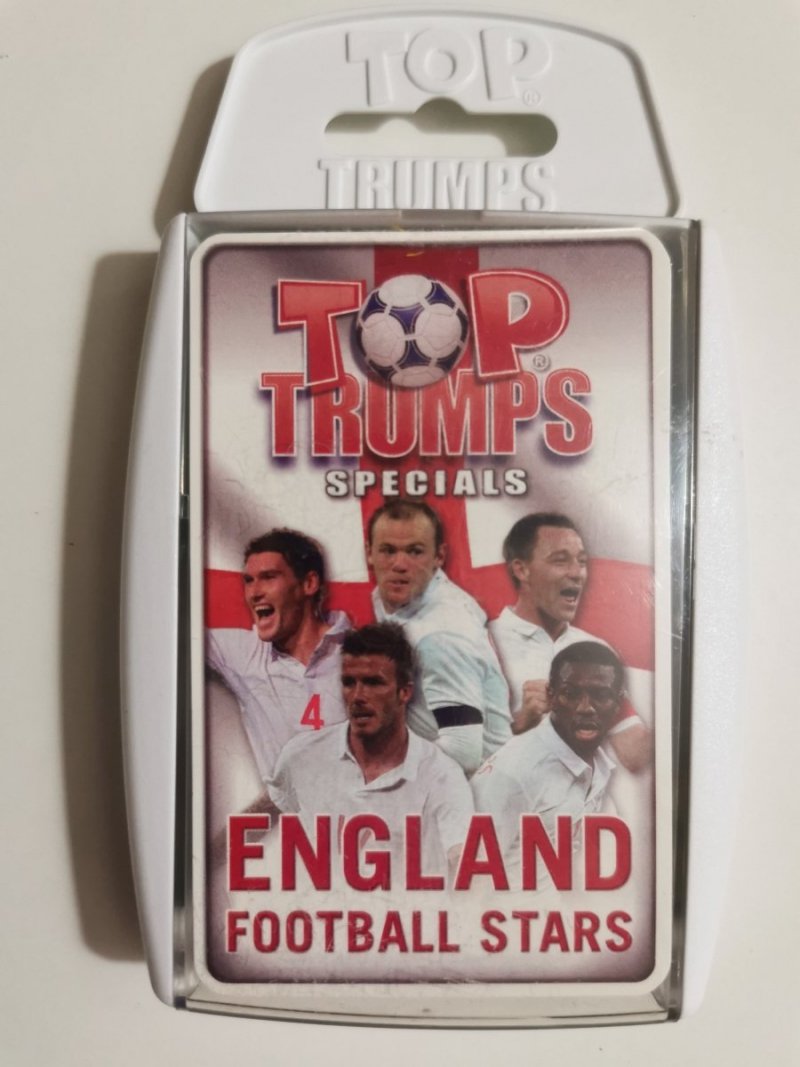 TOP®
TRUMPS
TOP®
TRUMPS
SPECIALS
4
ENGLAND
FOOTBALL STARS